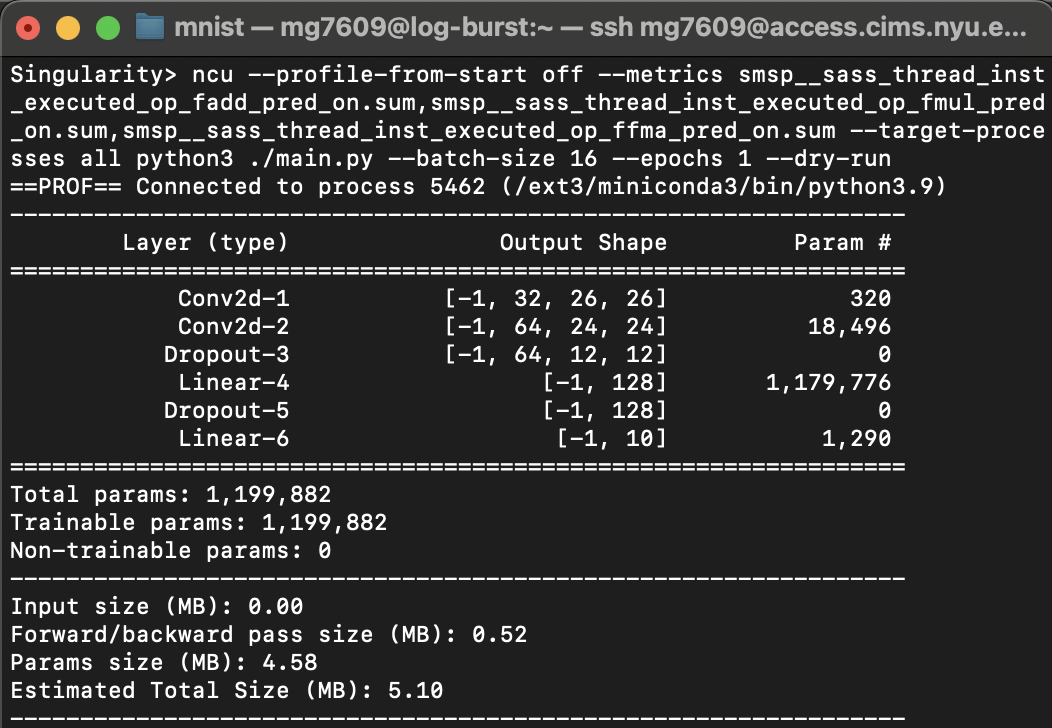 mnist — mg7609@log-burst:~ — ssh mg7609@access.cims.nyu.e...
Singularity> ncu --profile-from-start off --metrics smsp__sass_thread_inst
_executed_op_fadd_pred_on.sum,smsp__sass_thread_inst_executed_op_fmul_pred
_on.sum,smsp__sass_thread_inst_executed_op_ffma_pred_on.sum --target-proce
sses all python3 ./main.py --batch-size 16 --epochs 1 --dry-run
==PROF== Connected to process 5462 (/ext3/miniconda3/bin/python3.9)
----------------------------------------------------------------
        Layer (type)               Output Shape         Param #
================================================================
            Conv2d-1           [-1, 32, 26, 26]             320
            Conv2d-2           [-1, 64, 24, 24]          18,496
           Dropout-3           [-1, 64, 12, 12]               0
            Linear-4                  [-1, 128]       1,179,776
           Dropout-5                  [-1, 128]               0
            Linear-6                   [-1, 10]           1,290
================================================================
Total params: 1,199,882
Trainable params: 1,199,882
Non-trainable params: 0
----------------------------------------------------------------
Input size (MB): 0.00
Forward/backward pass size (MB): 0.52
Params size (MB): 4.58
Estimated Total Size (MB): 5.10
----------------------------------------------------------------